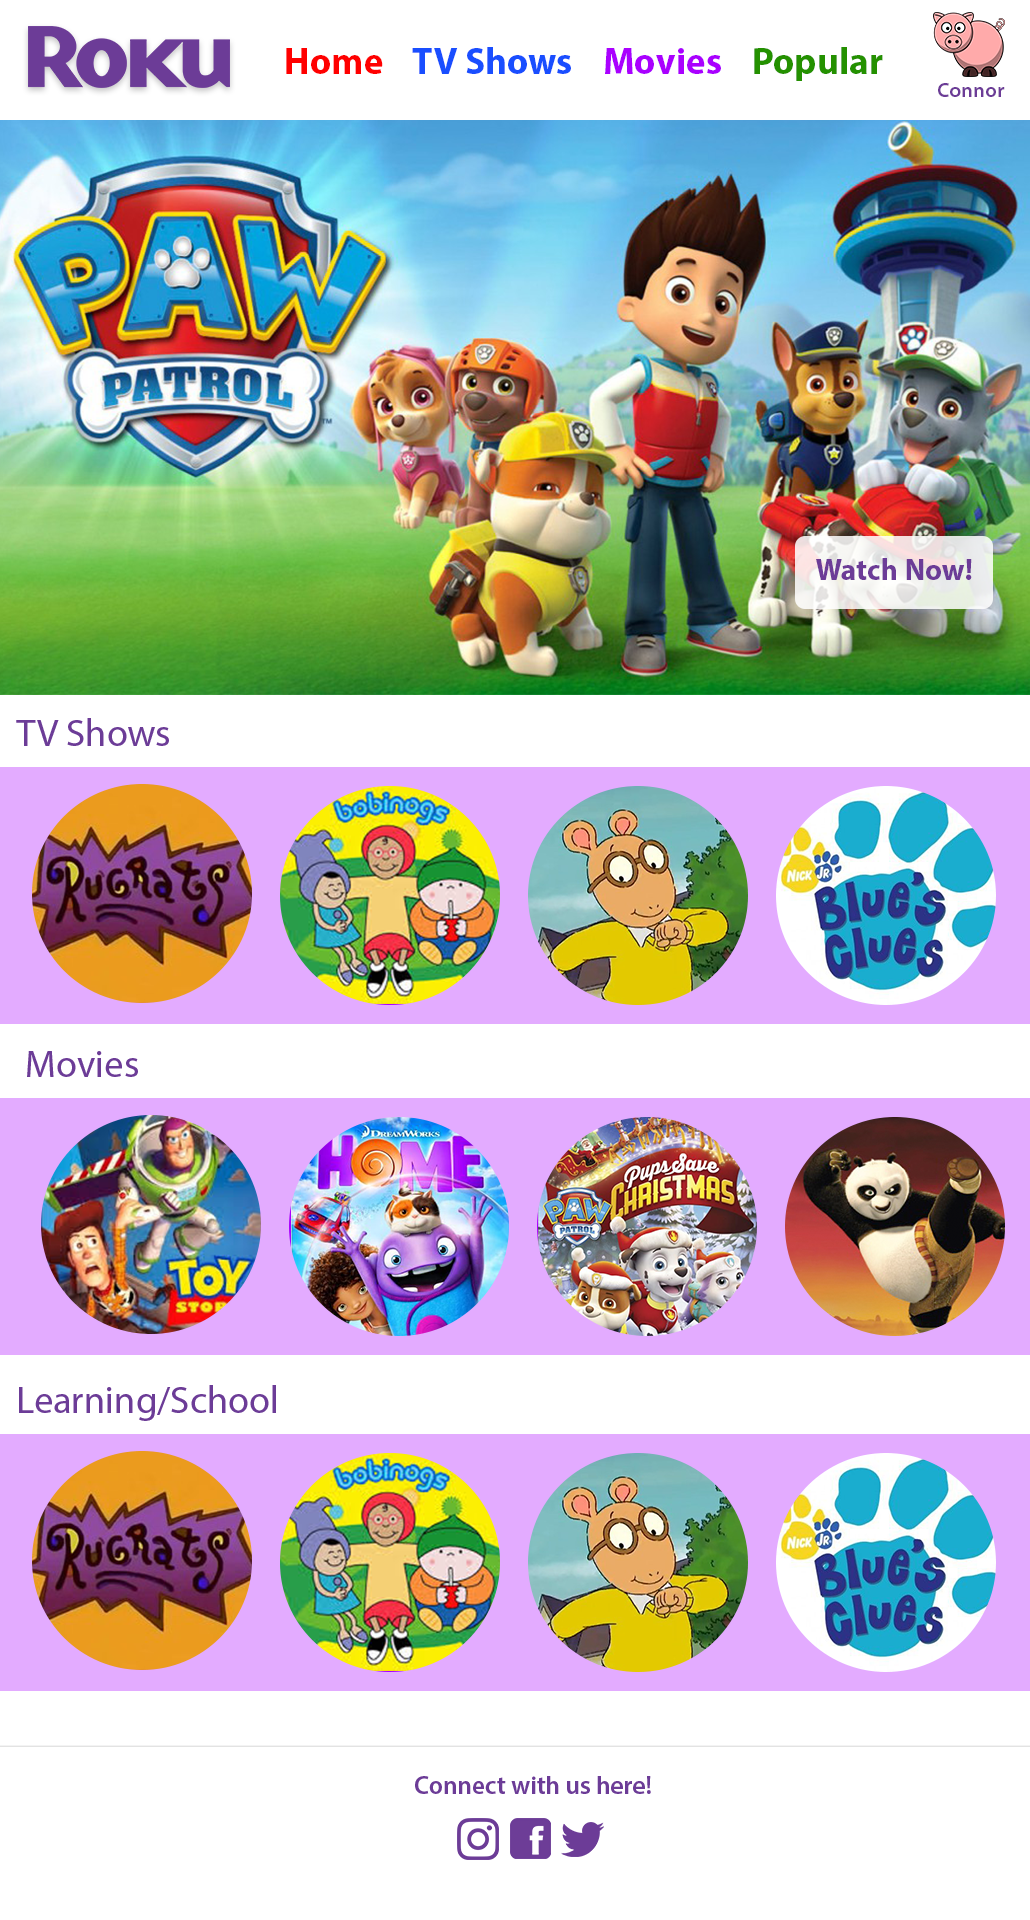 Roku
Home TV Shows Movies Popular
Connor
PAW
PATROL
TM
Watch Now!
TV Shows
RUGRATS
bobinogs
NICK JR.
BLUE'S
CLUES
Movies
DREAMWORKS
HOME
Pups Save
CHRISTMAS
PAW
PATROL
TOY
STOR
Learning/School
RUGRATS
bobinogs
NICK JR.
BLUE'S
CLUES
Connect with us here!